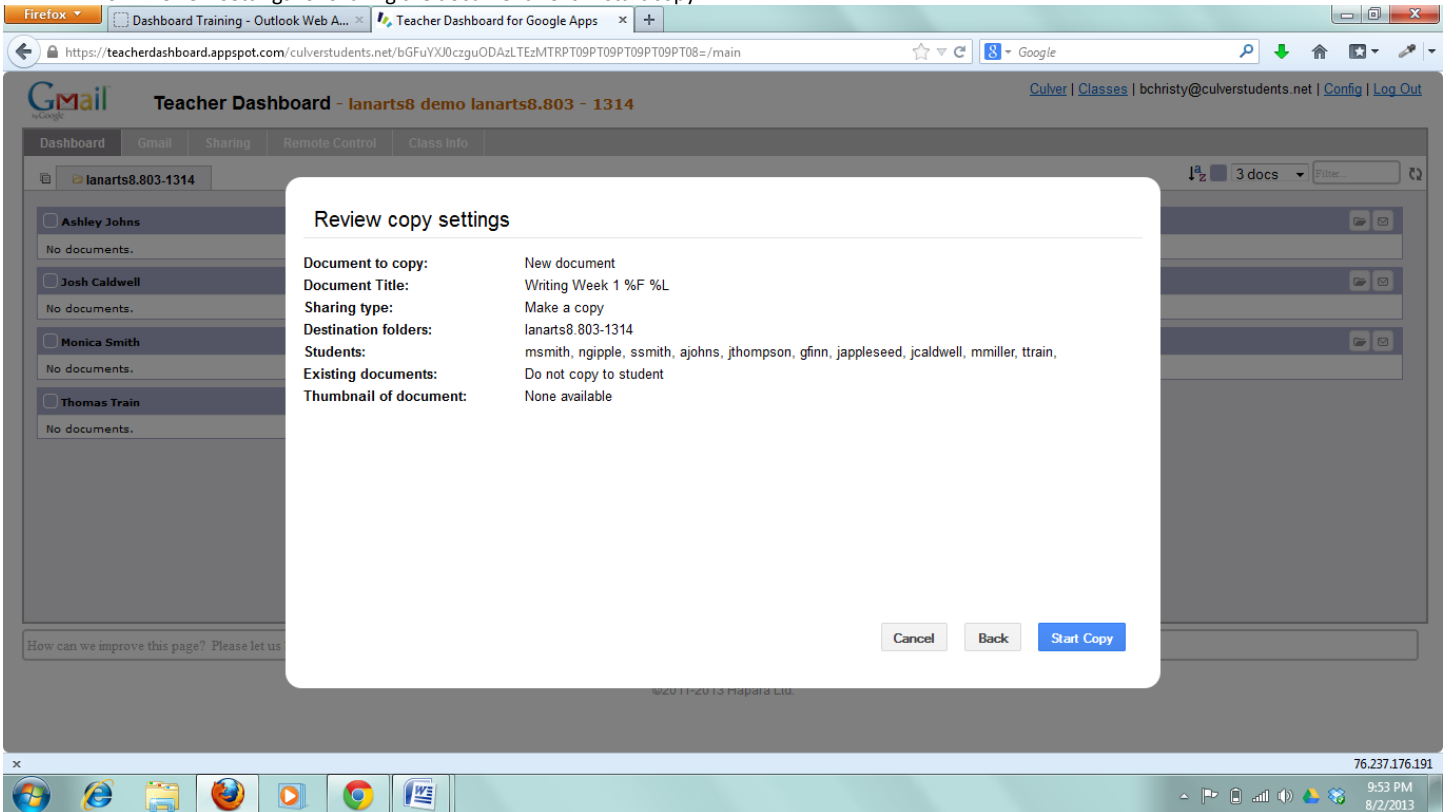 Firefox
Dashboard Training - Outlook Web A...
Teacher Dashboard for Google Apps
https://teacherdashboard.appspot.com/culverstudents.net/bGFuYXJ0czguODAzLTEzMTRPT09PT09PT09PT09PT08=/main
Google
Gmail
by Google
Teacher Dashboard - lanarts8 demo lanarts8.803 - 1314
Culver | Classes | bchristy@culverstudents.net | Config | Log Out
Dashboard Gmail Sharing Remote Control Class Info
lanarts8.803-1314
3 docs
Filter...
Ashley Johns
No documents.
Josh Caldwell
No documents.
Monica Smith
No documents.
Thomas Train
No documents.
Review copy settings
Document to copy: New document
Document Title: Writing Week 1 %F %L
Sharing type: Make a copy
Destination folders: lanarts8.803-1314
Students: msmith, ngipple, ssmith, ajohns, jthompson, gfinn, jappleseed, jcaldwell, mmiller, ttrain,
Existing documents: Do not copy to student
Thumbnail of document: None available
Cancel Back Start Copy
How can we improve this page? Please let us
©2011-2013 Hapara Ltd.
x
76.237.176.191
9:53 PM
8/2/2013